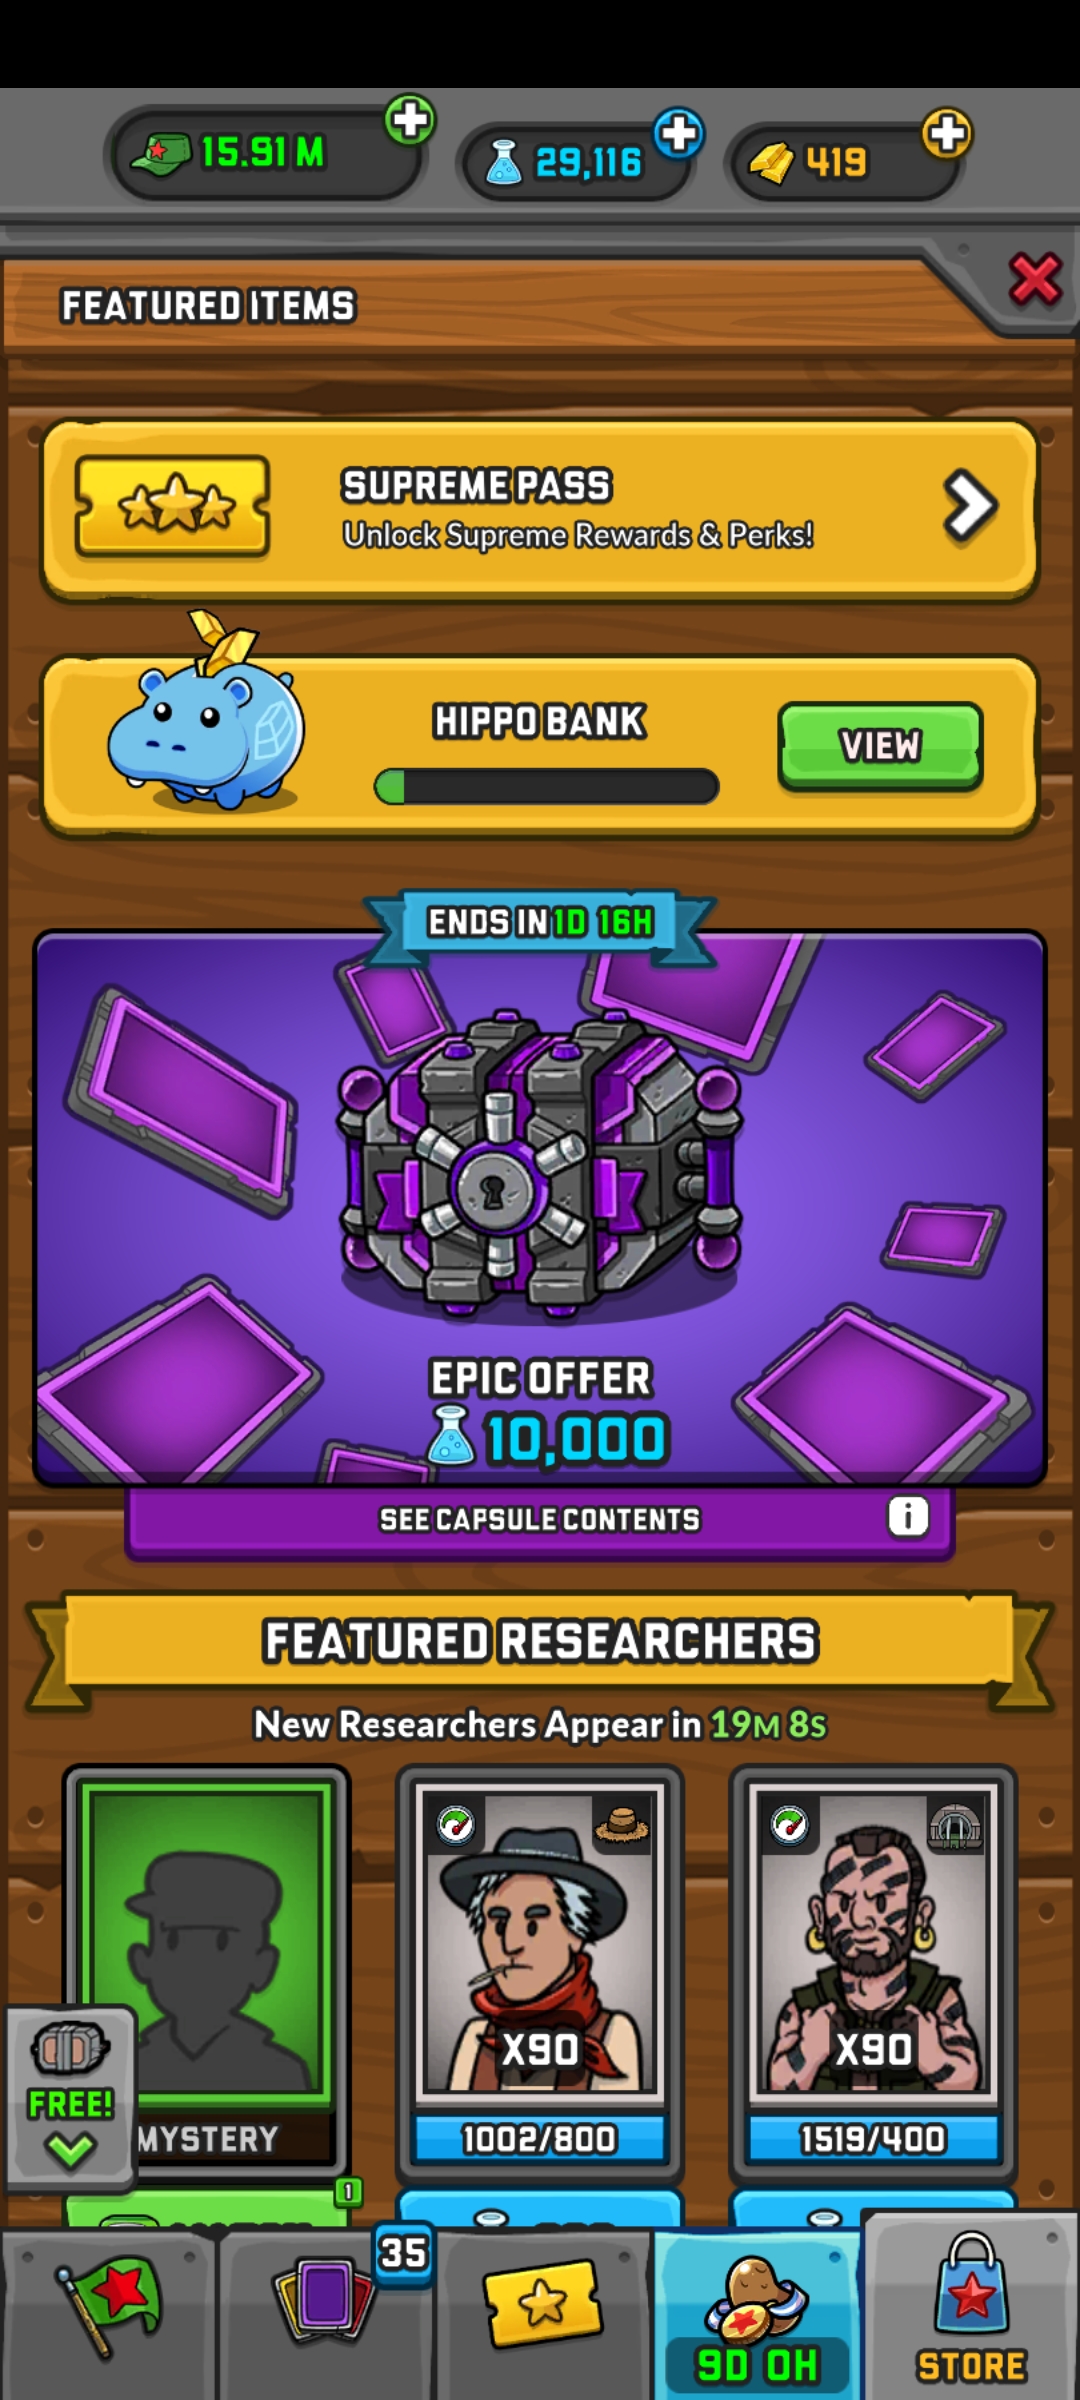 15.91 M
29,116
419
FEATURED ITEMS
SUPREME PASS
Unlock Supreme Rewards & Perks!
HIPPO BANK
VIEW
ENDS IN 1D 16H
EPIC OFFER
10,000
SEE CAPSULE CONTENTS
i
FEATURED RESEARCHERS
New Researchers Appear in 19M 8S
X90
X90
FREE!
MYSTERY
1002/800
1519/400
1
35
9D 0H
STORE